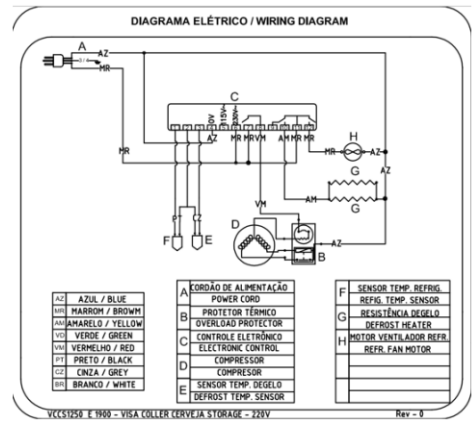 DIAGRAMA ELÉTRICO / WIRING DIAGRAM
A
AZ
MR
C
0V
115V
230V
AZ
MR
MR
VM
AM
MR
MR
H
MR
AZ
MR
G
AZ
AM
G
VM
PT
CZ
D
F
E
AZ
B
AZ AZUL / BLUE
MR MARROM / BROWM
AM AMARELO / YELLOW
VD VERDE / GREEN
VM VERMELHO / RED
PT PRETO / BLACK
CZ CINZA / GREY
BR BRANCO / WHITE
A CORDÃO DE ALIMENTAÇÃO
POWER CORD
B PROTETOR TÉRMICO
OVERLOAD PROTECTOR
C CONTROLE ELETRÔNICO
ELECTRONIC CONTROL
D COMPRESSOR
COMPRESOR
E SENSOR TEMP. DEGELO
DEFROST TEMP. SENSOR
F SENSOR TEMP. REFRIG.
REFIG. TEMP. SENSOR
G RESISTÊNCIA DEGELO
DEFROST HEATER
H MOTOR VENTILADOR REFR.
REFR. FAN MOTOR
VCCS1250 E 1900 - VISA COLLER CERVEJA STORAGE - 220V
Rev - 0